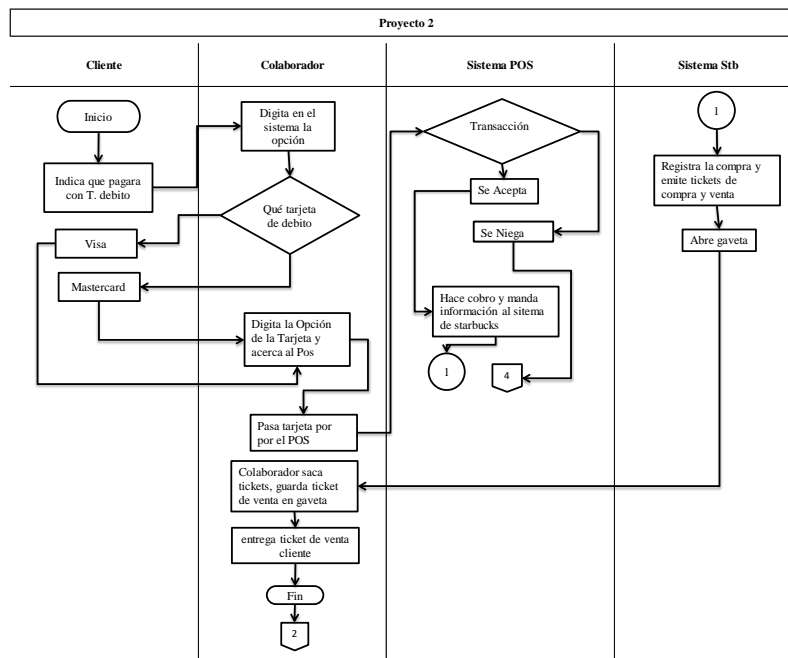 Proyecto 2
Cliente
Colaborador
Sistema POS
Sistema Stb
Inicio
Indica que pagara
con T. debito
Visa
Mastercard
Digita en el
sistema la
opción
Qué tarjeta
de debito
Digita la Opción
de la Tarjeta y
acerca al Pos
Pasa tarjeta por
por el POS
Colaborador saca
tickets, guarda ticket
de venta en gaveta
entrega ticket de venta
cliente
Fin
2
Transacción
Se Acepta
Se Niega
Hace cobro y manda
información al sitema
de starbucks
1
4
1
Registra la compra y
emite tickets de
compra y venta
Abre gaveta